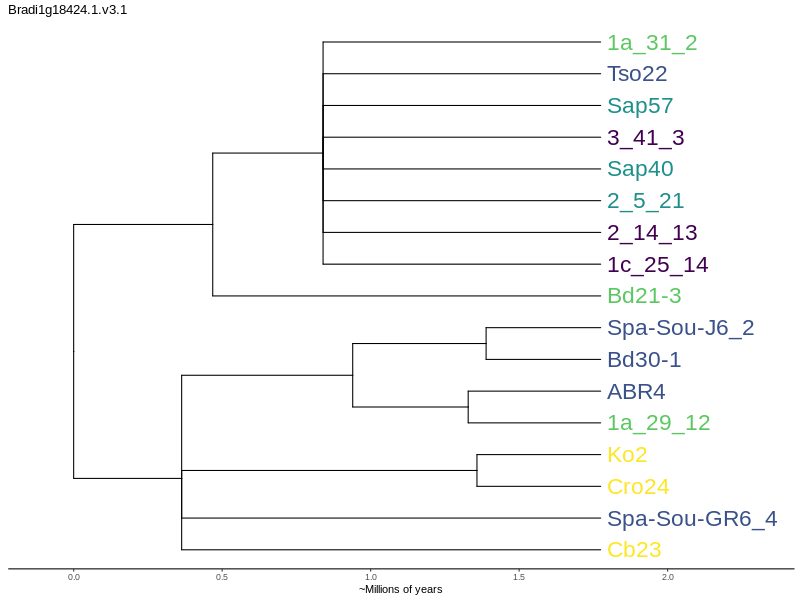 Bradi1g18424.1.v3.1
1a_31_2
Tso22
Sap57
3_41_3
Sap40
2_5_21
2_14_13
1c_25_14
Bd21-3
Spa-Sou-J6_2
Bd30-1
ABR4
1a_29_12
Ko2
Cro24
Spa-Sou-GR6_4
Cb23
0.0 0.5 1.0 1.5 2.0
~Millions of years